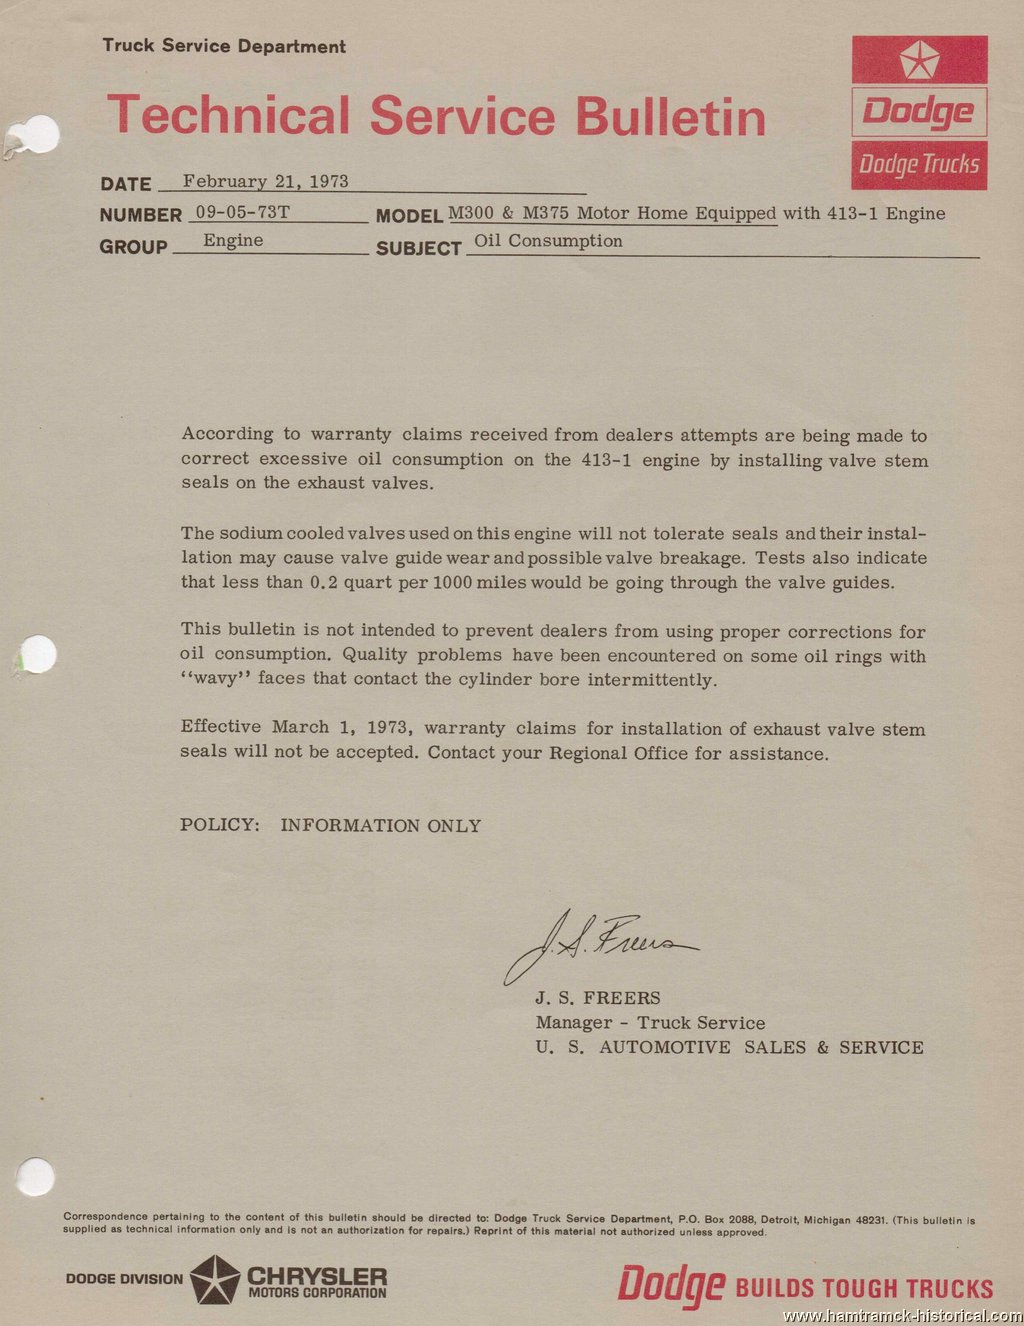 Truck Service Department
Technical Service Bulletin
Dodge
Dodge Trucks
DATE February 21, 1973
NUMBER 09-05-73T MODEL M300 & M375 Motor Home Equipped with 413-1 Engine
GROUP Engine SUBJECT Oil Consumption
According to warranty claims received from dealers attempts are being made to
correct excessive oil consumption on the 413-1 engine by installing valve stem
seals on the exhaust valves.
The sodium cooled valves used on this engine will not tolerate seals and their instal-
lation may cause valve guide wear and possible valve breakage. Tests also indicate
that less than 0.2 quart per 1000 miles would be going through the valve guides.
This bulletin is not intended to prevent dealers from using proper corrections for
oil consumption. Quality problems have been encountered on some oil rings with
“wavy” faces that contact the cylinder bore intermittently.
Effective March 1, 1973, warranty claims for installation of exhaust valve stem
seals will not be accepted. Contact your Regional Office for assistance.
POLICY: INFORMATION ONLY
J. S. Freers
J. S. FREERS
Manager - Truck Service
U. S. AUTOMOTIVE SALES & SERVICE
Correspondence pertaining to the content of this bulletin should be directed to: Dodge Truck Service Department, P.O. Box 2088, Detroit, Michigan 48231. (This bulletin is
supplied as technical information only and is not an authorization for repairs.) Reprint of this material not authorized unless approved.
DODGE DIVISION CHRYSLER
MOTORS CORPORATION
Dodge BUILDS TOUGH TRUCKS
www.hamtramck-historical.com